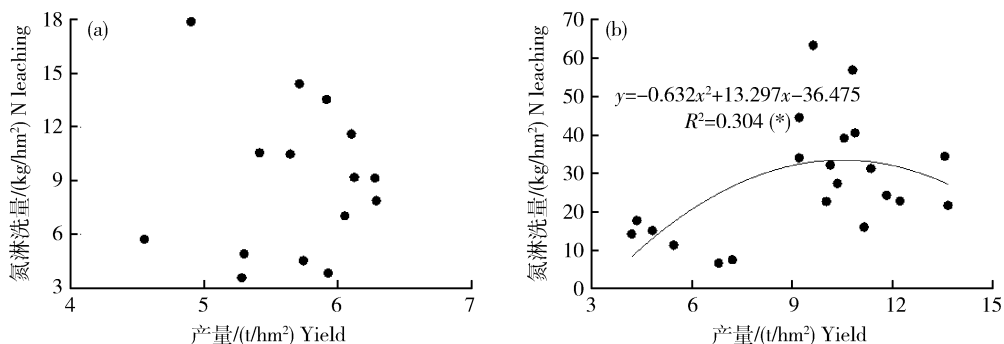 (a)
18
15
12
9
6
3
4
5
6
7
氮淋洗量/(kg/hm²) N leaching
产量/(t/hm²) Yield
(b)
y=−0.632x²+13.297x−36.475
R²=0.304 (*)
70
60
50
40
30
20
10
0
3
6
9
12
15
氮淋洗量/(kg/hm²) N leaching
产量/(t/hm²) Yield